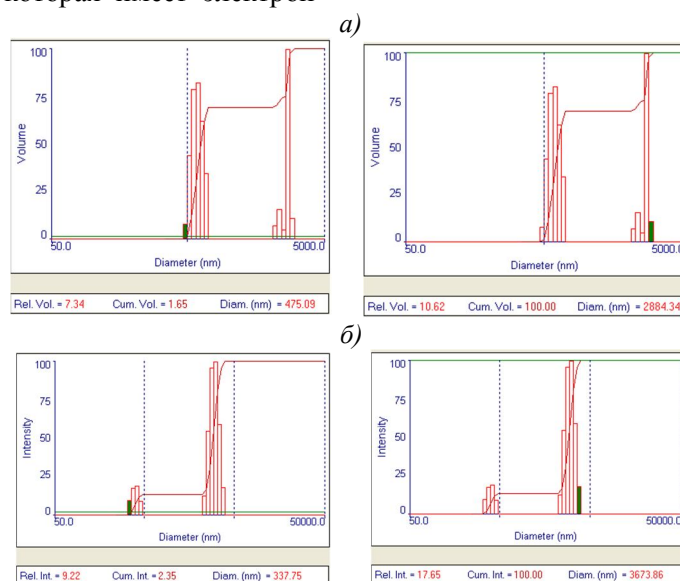 которая имеет электрон
а)
100
75
50
25
0
Volume
50.0
5000.0
Diameter (nm)
Rel. Vol. = 7.34 Cum. Vol. = 1.65 Diam. (nm) = 475.09
100
75
50
25
0
Volume
50.0
5000.0
Diameter (nm)
Rel. Vol. = 10.62 Cum. Vol. = 100.00 Diam. (nm) = 2884.34
б)
100
75
50
25
0
Intensity
50.0
50000.0
Diameter (nm)
Rel. Int. = 9.22 Cum. Int. = 2.35 Diam. (nm) = 337.75
100
75
50
25
0
Intensity
50.0
50000.0
Diameter (nm)
Rel. Int. = 17.65 Cum. Int. = 100.00 Diam. (nm) = 3673.86